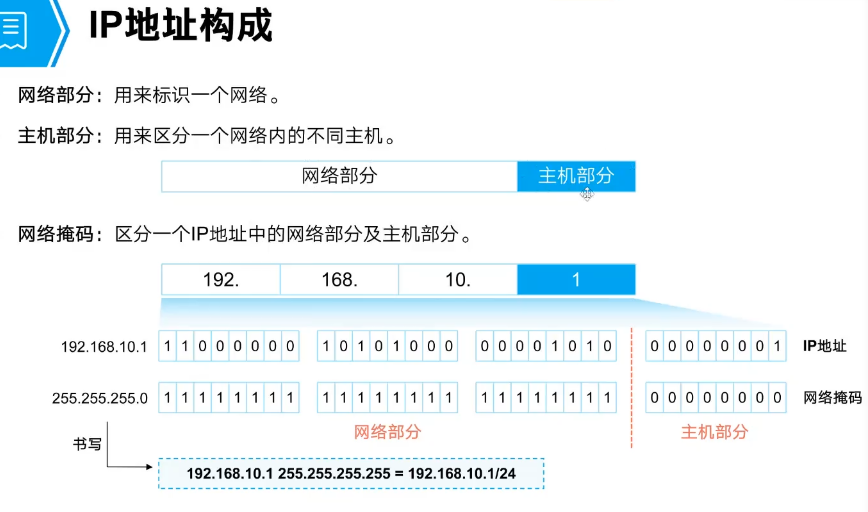 IP地址构成
网络部分：用来标识一个网络。
主机部分：用来区分一个网络内的不同主机。
网络部分 主机部分
网络掩码：区分一个IP地址中的网络部分及主机部分。
192. 168. 10. 1
192.168.10.1 1 1 0 0 0 0 0 0 1 0 1 0 1 0 0 0 0 0 0 0 1 0 1 0 0 0 0 0 0 0 0 1 IP地址
255.255.255.0 1 1 1 1 1 1 1 1 1 1 1 1 1 1 1 1 1 1 1 1 1 1 1 1 0 0 0 0 0 0 0 0 网络掩码
网络部分 主机部分
书写
192.168.10.1 255.255.255.255 = 192.168.10.1/24